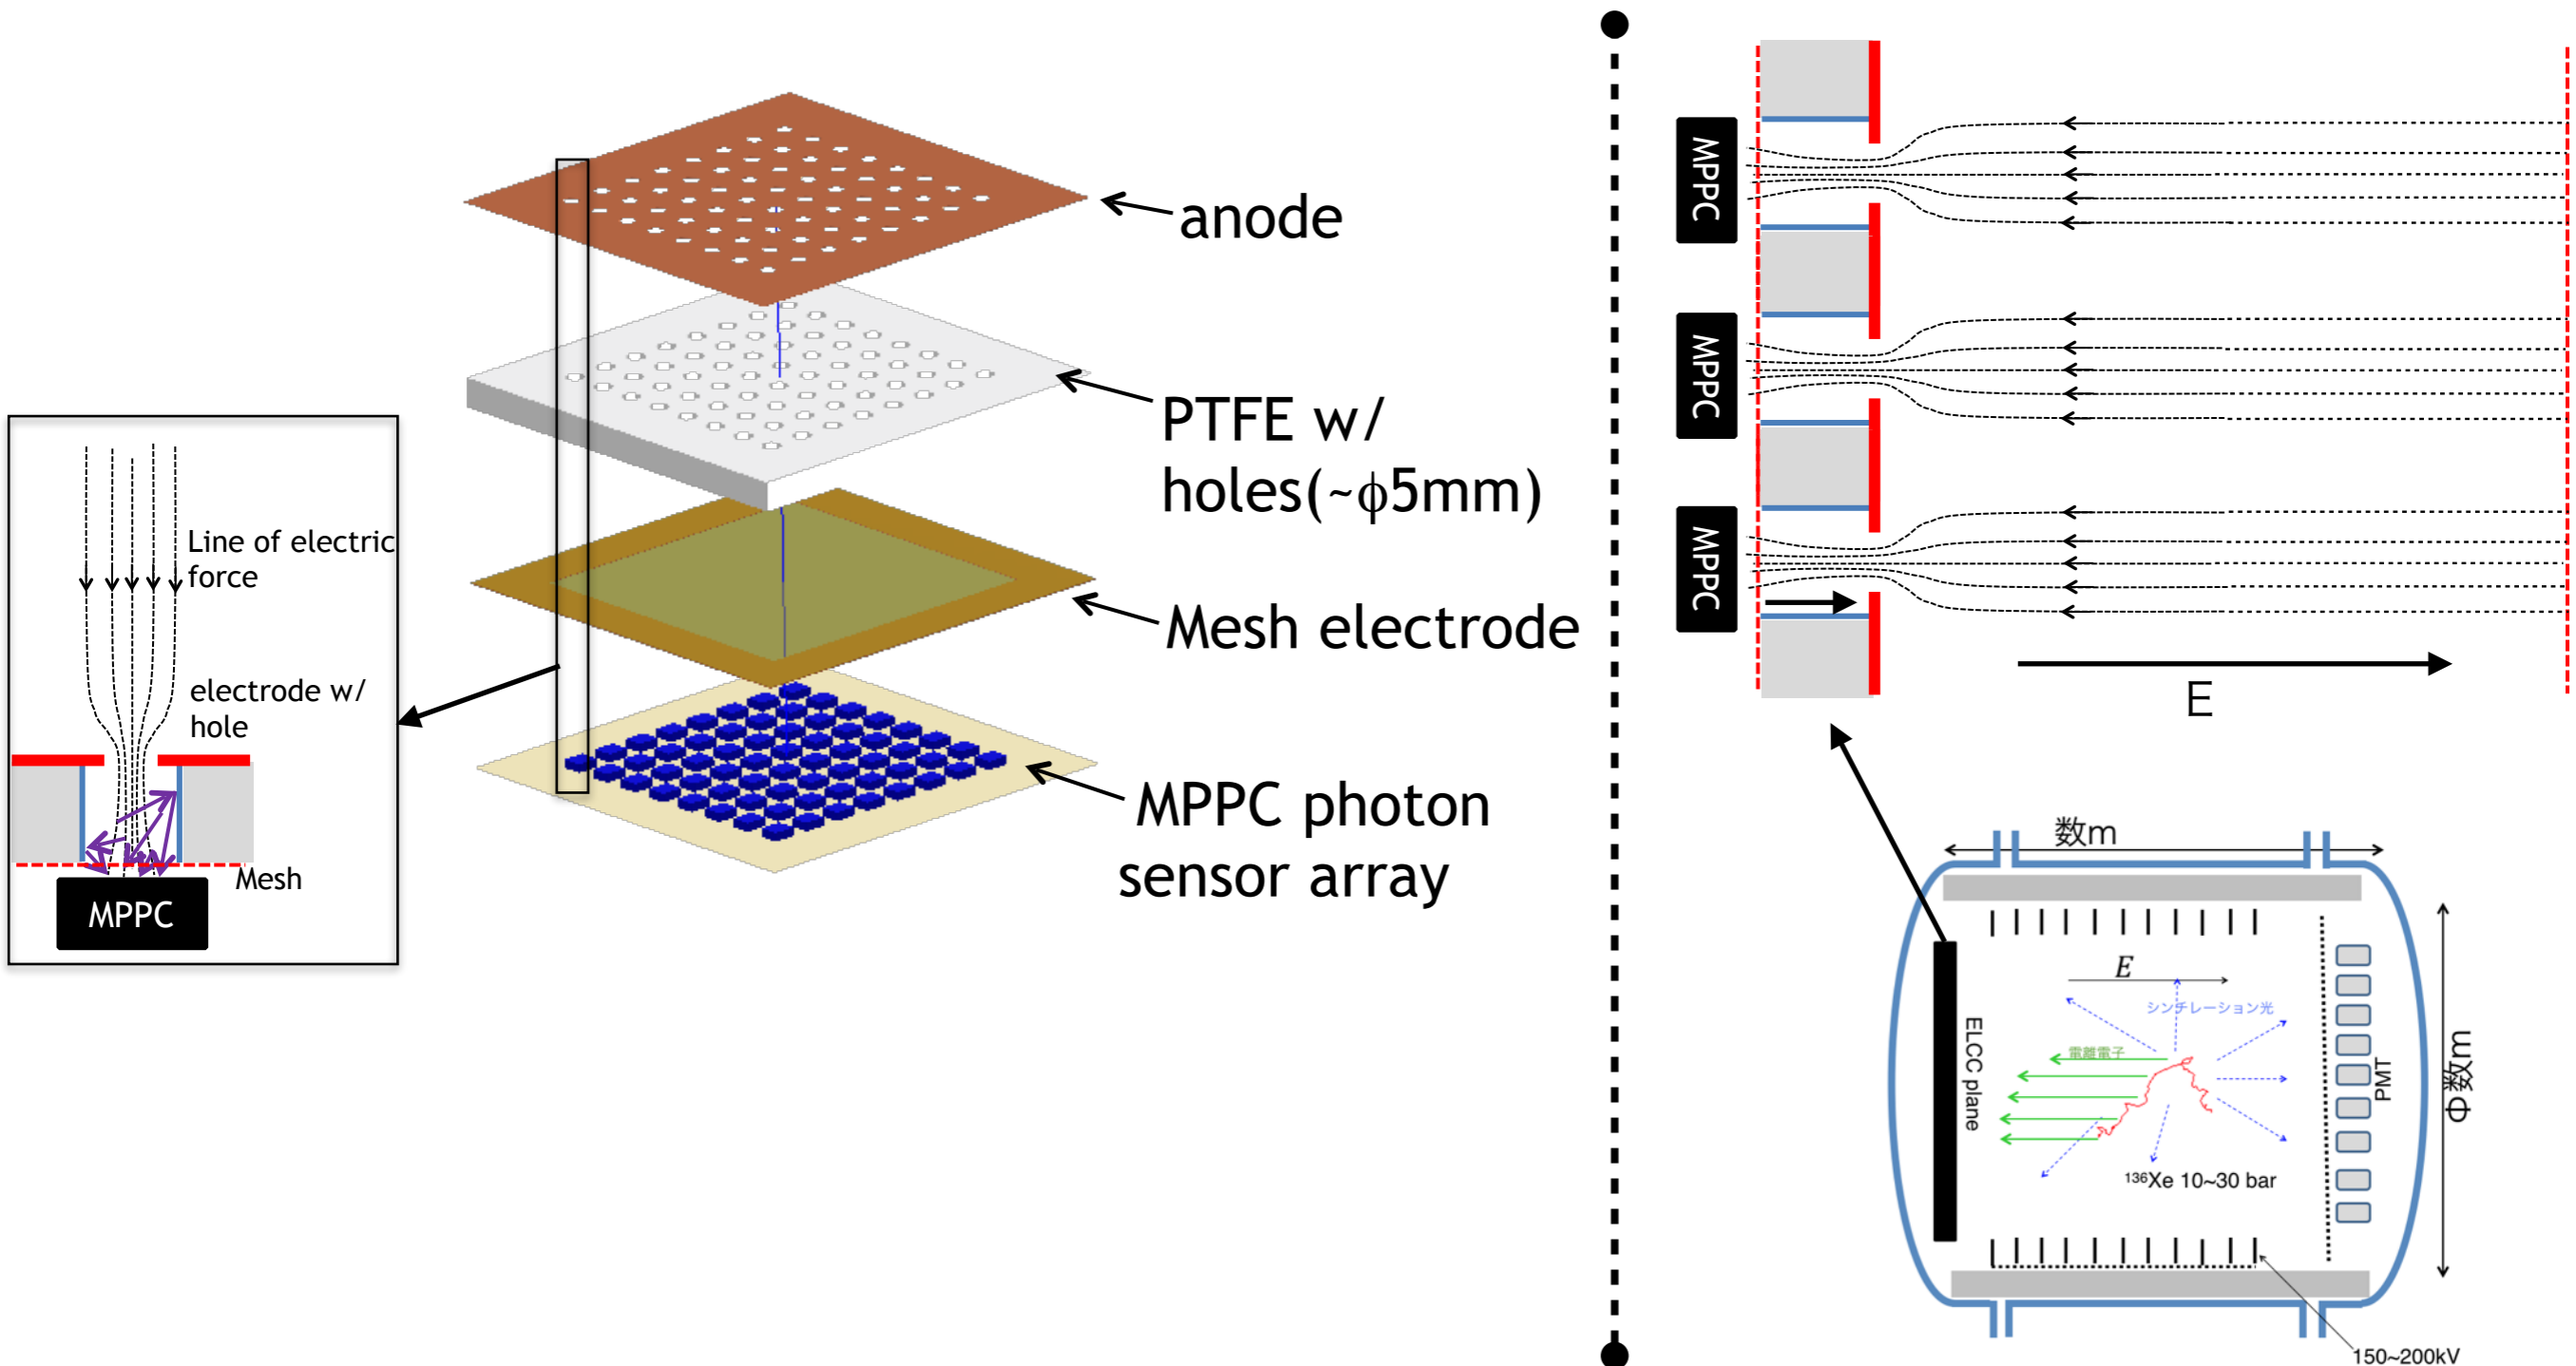 anode
PTFE w/
holes(~ϕ5mm)
Mesh electrode
MPPC photon
sensor array
Line of electric
force
electrode w/
hole
Mesh
MPPC
MPPC
MPPC
MPPC
E
数m
E
シンチレーション光
電離電子
ELCC plane
PMT
Φ数m
¹³⁶Xe 10~30 bar
150~200kV